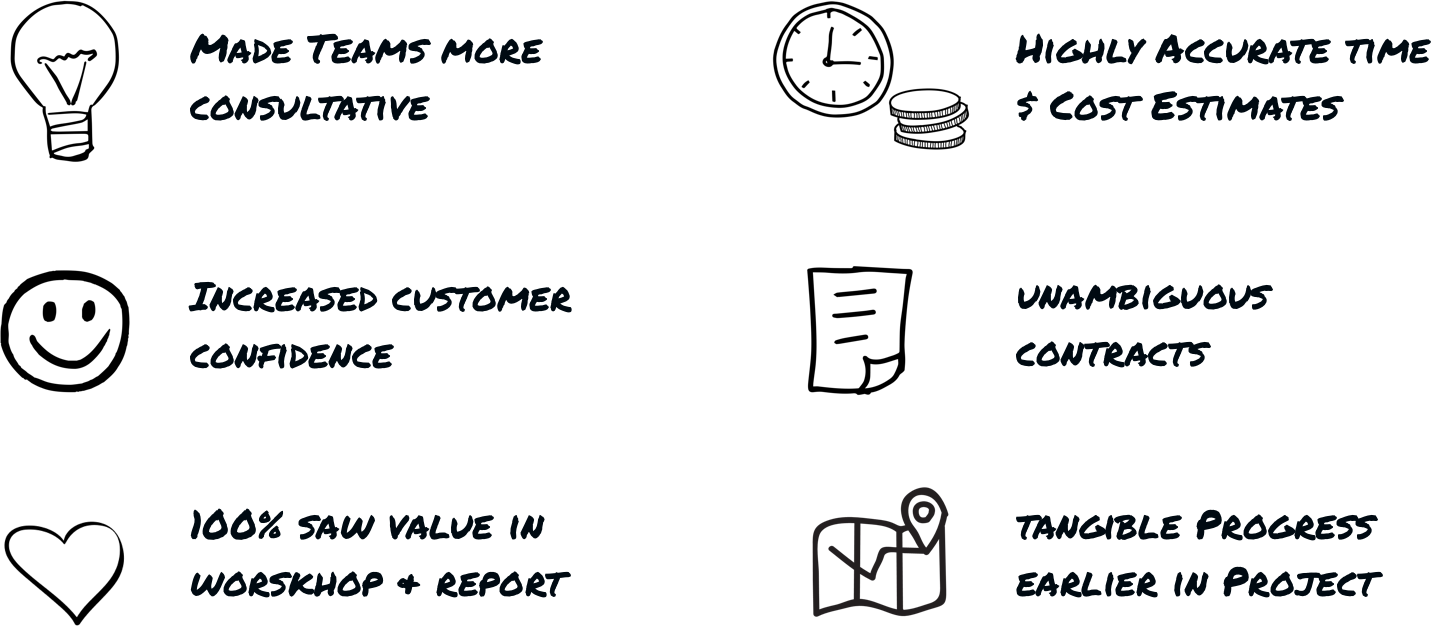 Made Teams more
consultative
Highly Accurate time
$ Cost Estimates
Increased customer
confidence
unambiguous
contracts
100% saw value in
worskhop & report
tangible Progress
earlier in Project